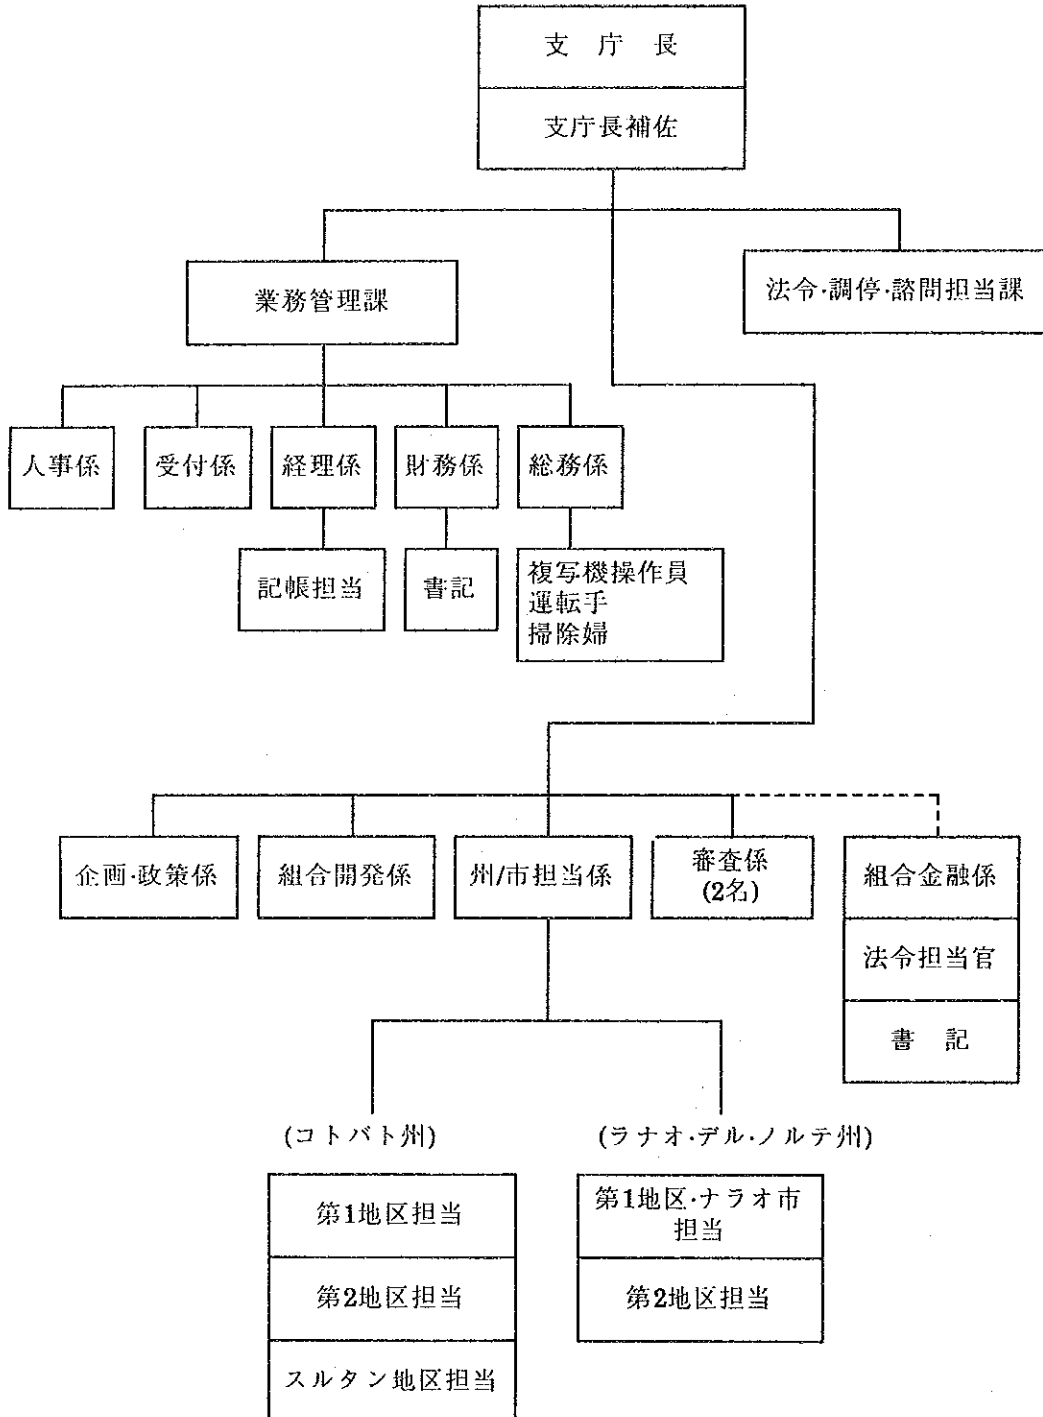 支 庁 長
支庁長補佐
業務管理課
法令·調停·諮問担当課
人事係
受付係
経理係
財務係
総務係
記帳担当
書記
複写機操作員
運転手
掃除婦
企画·政策係
組合開発係
州/市担当係
審査係
(2名)
組合金融係
法令担当官
書 記
(コトバト州)
(ラナオ·デル·ノルテ州)
第1地区担当
第2地区担当
スルタン地区担当
第1地区·ナラオ市
担当
第2地区担当